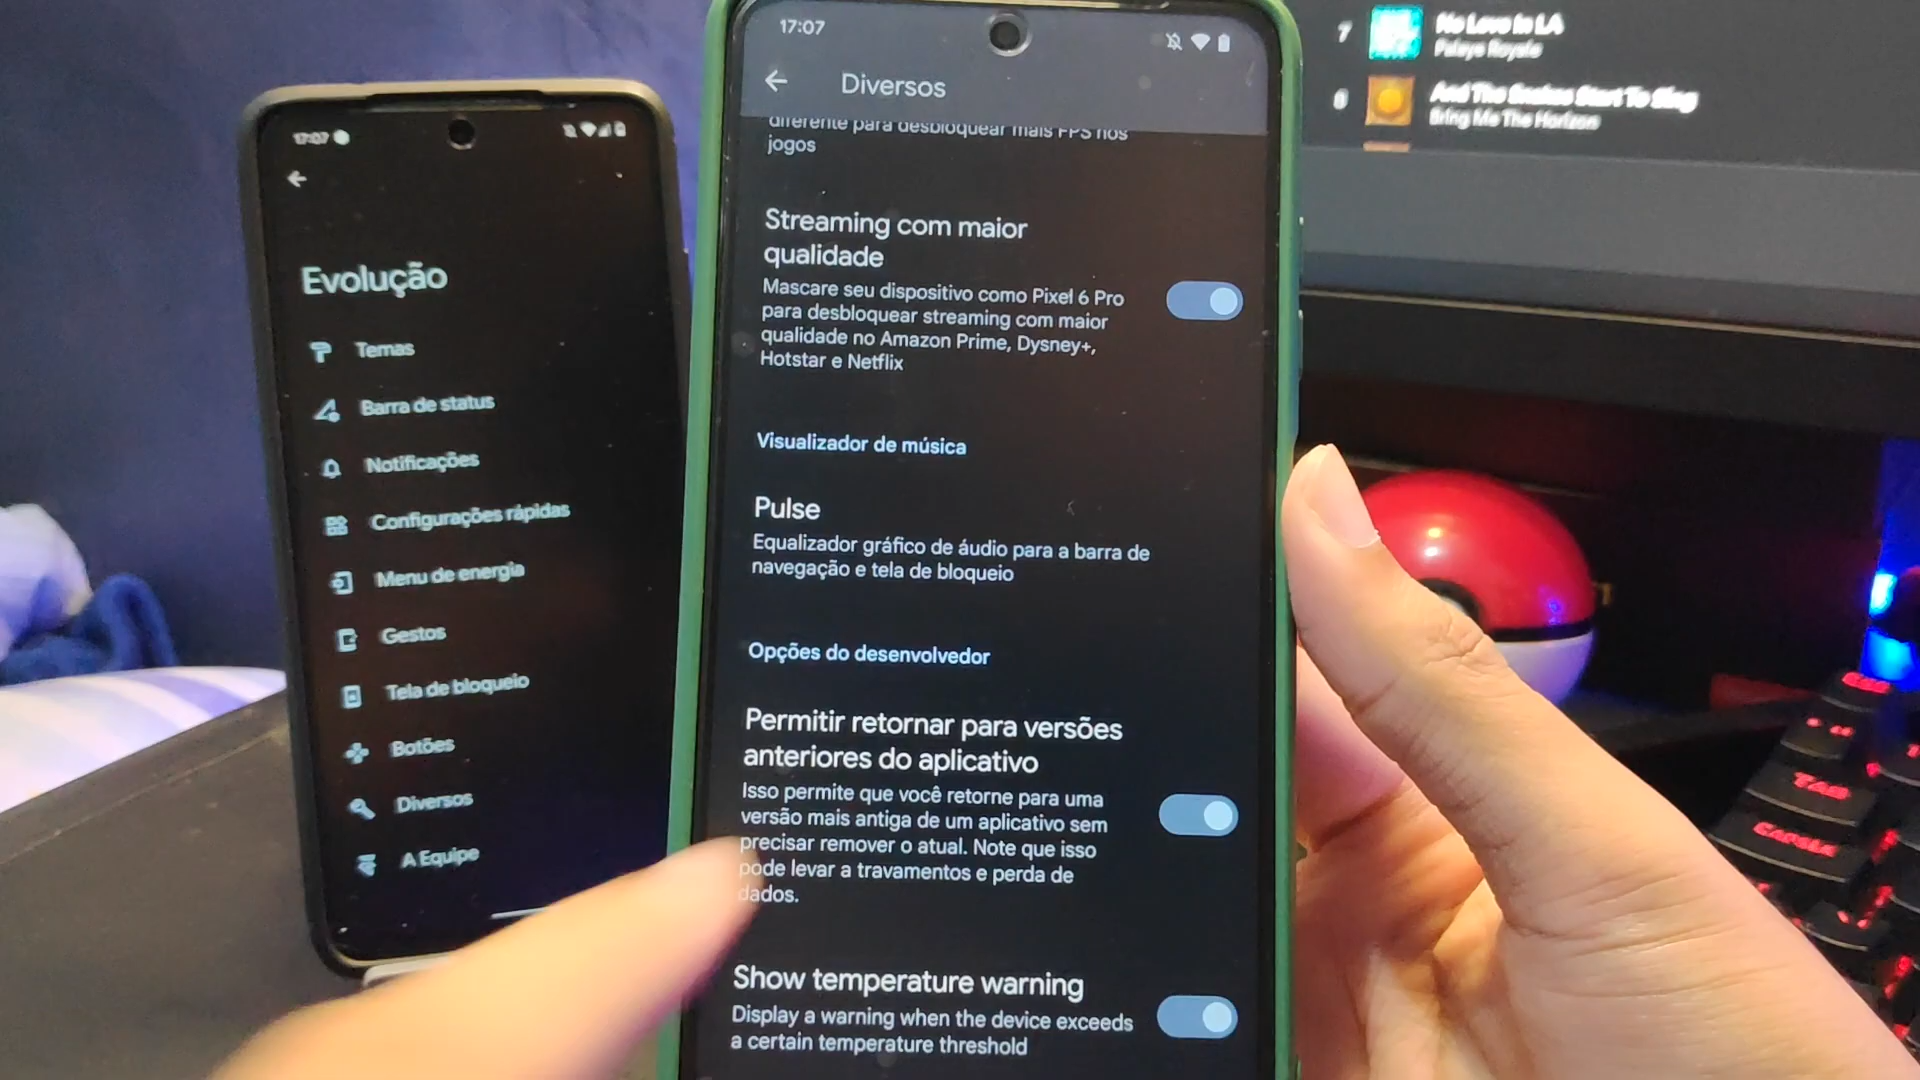 17:07
Evolução
Temas
Barra de status
Notificações
Configurações rápidas
Menu de energia
Gestos
Tela de bloqueio
Botões
Diversos
A Equipe
17:07
Diversos
diferente para desbloquear mais FPS nos
jogos
Streaming com maior
qualidade
Mascare seu dispositivo como Pixel 6 Pro
para desbloquear streaming com maior
qualidade no Amazon Prime, Dysney+,
Hotstar e Netflix
Visualizador de música
Pulse
Equalizador gráfico de áudio para a barra de
navegação e tela de bloqueio
Opções do desenvolvedor
Permitir retornar para versões
anteriores do aplicativo
Isso permite que você retorne para uma
versão mais antiga de um aplicativo sem
precisar remover o atual. Note que isso
pode levar a travamentos e perda de
dados.
Show temperature warning
Display a warning when the device exceeds
a certain temperature threshold
7
No Love In LA
Palaye Royale
And The Snakes Start To Sing
Bring Me The Horizon
TAB